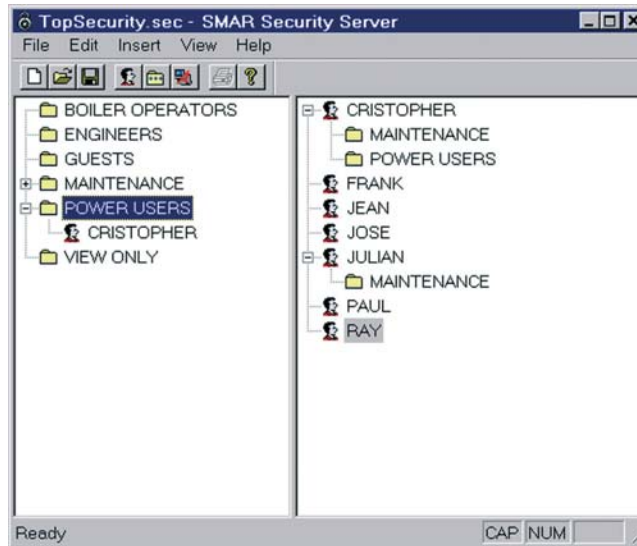 TopSecurity.sec - SMAR Security Server
File Edit Insert View Help
BOILER OPERATORS
ENGINEERS
GUESTS
MAINTENANCE
POWER USERS
CRISTOPHER
VIEW ONLY
CRISTOPHER
MAINTENANCE
POWER USERS
FRANK
JEAN
JOSE
JULIAN
MAINTENANCE
PAUL
RAY
Ready
CAP NUM